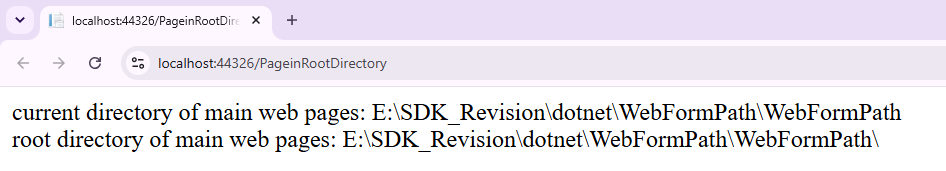 localhost:44326/PageinRootDire
localhost:44326/PageinRootDirectory
current directory of main web pages: E:\SDK_Revision\dotnet\WebFormPath\WebFormPath
root directory of main web pages: E:\SDK_Revision\dotnet\WebFormPath\WebFormPath\